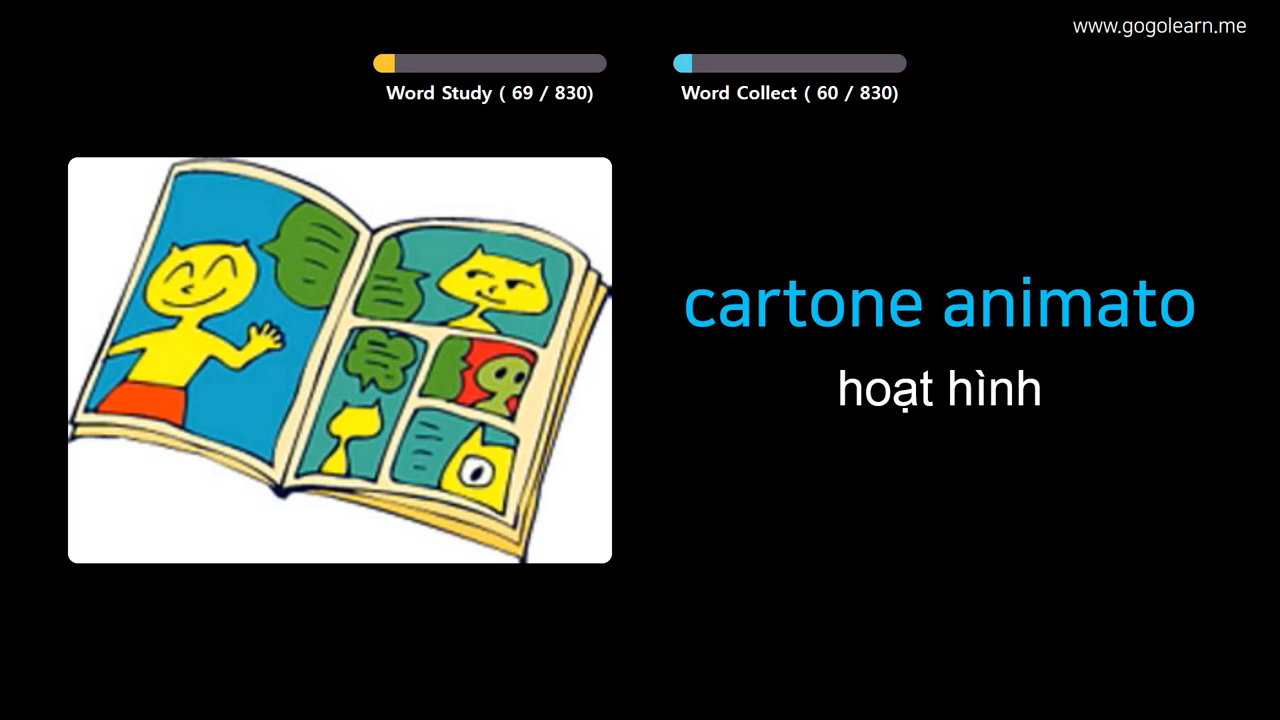 www.gogolearn.me
Word Study ( 69 / 830)
Word Collect ( 60 / 830)
cartone animato
hoạt hình